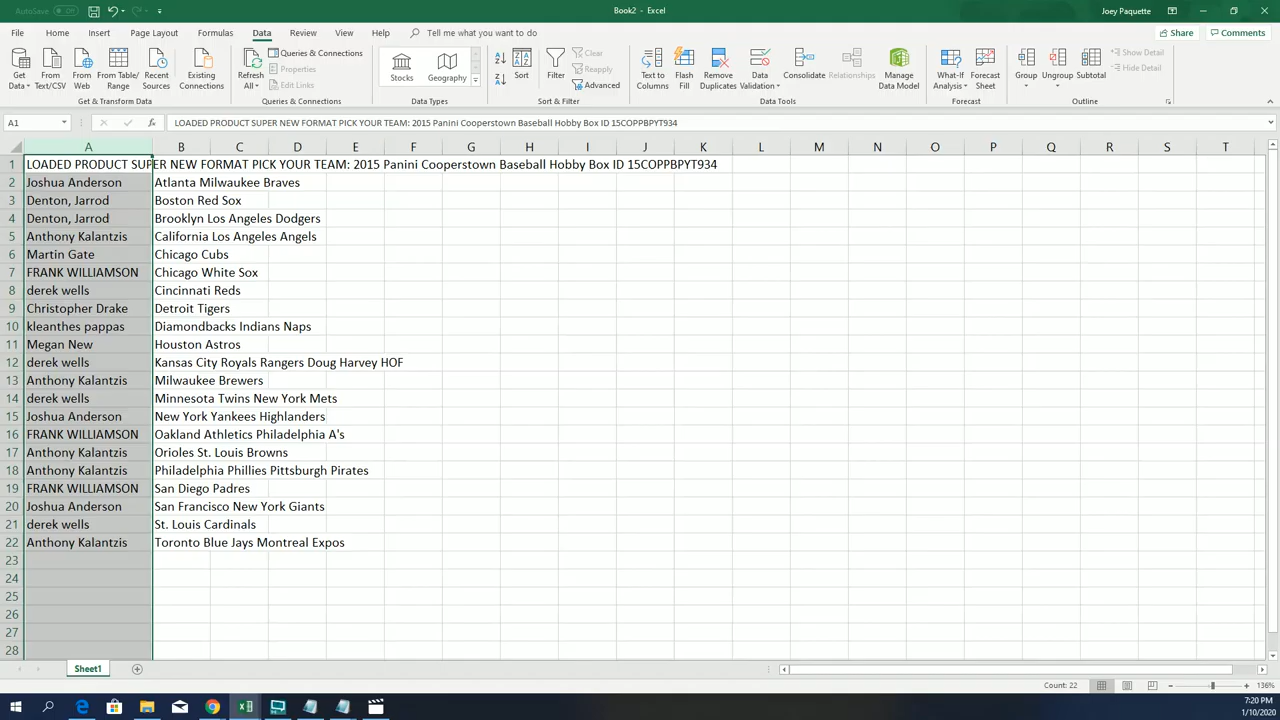 AutoSave Off
Book2 - Excel
Joey Paquette
File Home Insert Page Layout Formulas Data Review View Help Tell me what you want to do Share Comments
Get Data From Text/CSV From Web From Table/Range Recent Sources Existing Connections
Get & Transform Data
Refresh All Queries & Connections Properties Edit Links
Queries & Connections
Stocks Geography
Data Types
Sort Filter Clear Reapply Advanced
Sort & Filter
Text to Columns Flash Fill Remove Duplicates Data Validation Consolidate Relationships Manage Data Model
Data Tools
What-If Analysis Forecast Sheet
Forecast
Group Ungroup Subtotal Show Detail Hide Detail
Outline
A1 fx LOADED PRODUCT SUPER NEW FORMAT PICK YOUR TEAM: 2015 Panini Cooperstown Baseball Hobby Box ID 15COPPBPYT934
A B C D E F G H I J K L M N O P Q R S T
1 LOADED PRODUCT SUPER NEW FORMAT PICK YOUR TEAM: 2015 Panini Cooperstown Baseball Hobby Box ID 15COPPBPYT934
2 Joshua Anderson Atlanta Milwaukee Braves
3 Denton, Jarrod Boston Red Sox
4 Denton, Jarrod Brooklyn Los Angeles Dodgers
5 Anthony Kalantzis California Los Angeles Angels
6 Martin Gate Chicago Cubs
7 FRANK WILLIAMSON Chicago White Sox
8 derek wells Cincinnati Reds
9 Christopher Drake Detroit Tigers
10 kleanthes pappas Diamondbacks Indians Naps
11 Megan New Houston Astros
12 derek wells Kansas City Royals Rangers Doug Harvey HOF
13 Anthony Kalantzis Milwaukee Brewers
14 derek wells Minnesota Twins New York Mets
15 Joshua Anderson New York Yankees Highlanders
16 FRANK WILLIAMSON Oakland Athletics Philadelphia A's
17 Anthony Kalantzis Orioles St. Louis Browns
18 Anthony Kalantzis Philadelphia Phillies Pittsburgh Pirates
19 FRANK WILLIAMSON San Diego Padres
20 Joshua Anderson San Francisco New York Giants
21 derek wells St. Louis Cardinals
22 Anthony Kalantzis Toronto Blue Jays Montreal Expos
23
24
25
26
27
28
Sheet1
Count: 22 136%
7:20 PM
1/10/2020